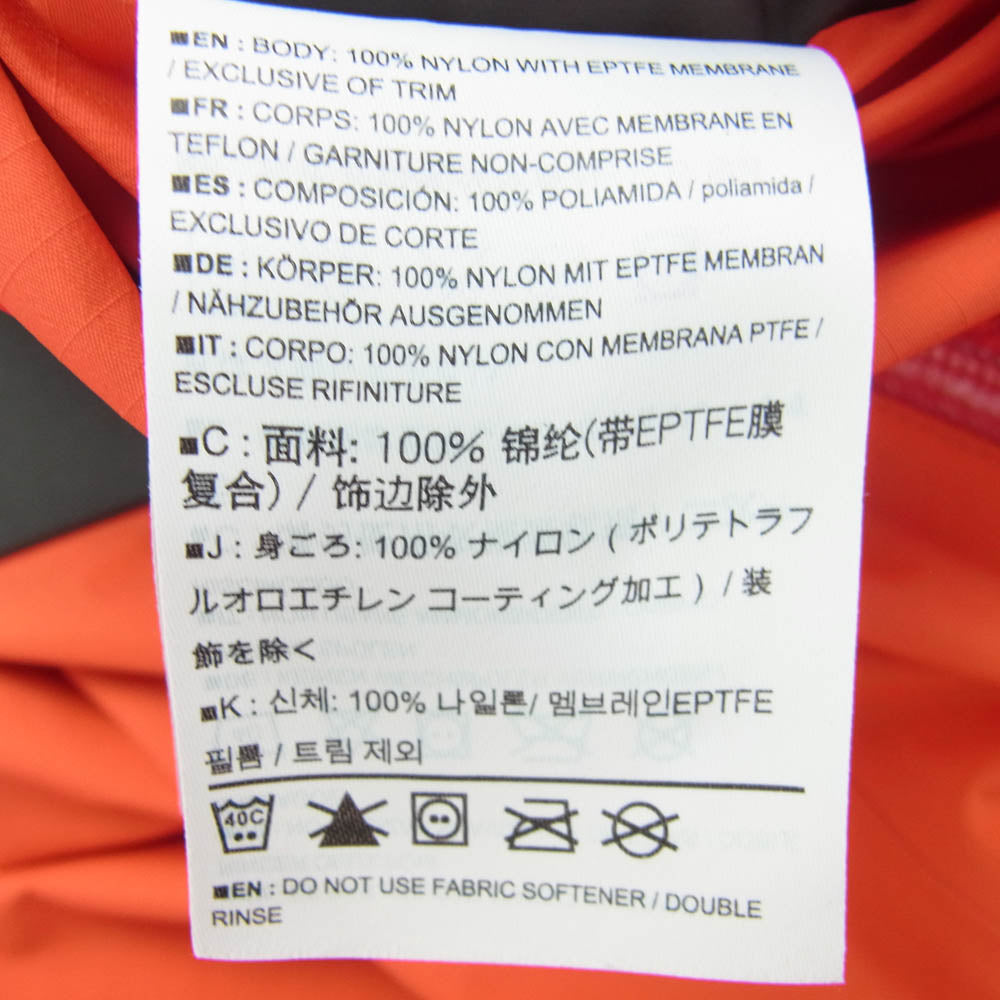 ■EN : BODY: 100% NYLON WITH EPTFE MEMBRANE
/ EXCLUSIVE OF TRIM
■FR : CORPS: 100% NYLON AVEC MEMBRANE EN
TEFLON / GARNITURE NON-COMPRISE
■ES : COMPOSICIÓN: 100% POLIAMIDA / poliamida /
EXCLUSIVO DE CORTE
■DE : KÖRPER: 100% NYLON MIT EPTFE MEMBRAN
/ NÄHZUBEHÖR AUSGENOMMEN
■IT : CORPO: 100% NYLON CON MEMBRANA PTFE /
ESCLUSE RIFINITURE
■C : 面料: 100% 锦纶(带EPTFE膜
复合) / 饰边除外
■J : 身ごろ: 100% ナイロン ( ポリテトラフ
ルオロエチレン コーティング加工 ) / 装
飾を除く
■K : 신체: 100% 나일론/ 멤브레인EPTFE
필름 / 트림 제외
40C
■EN : DO NOT USE FABRIC SOFTENER / DOUBLE
RINSE